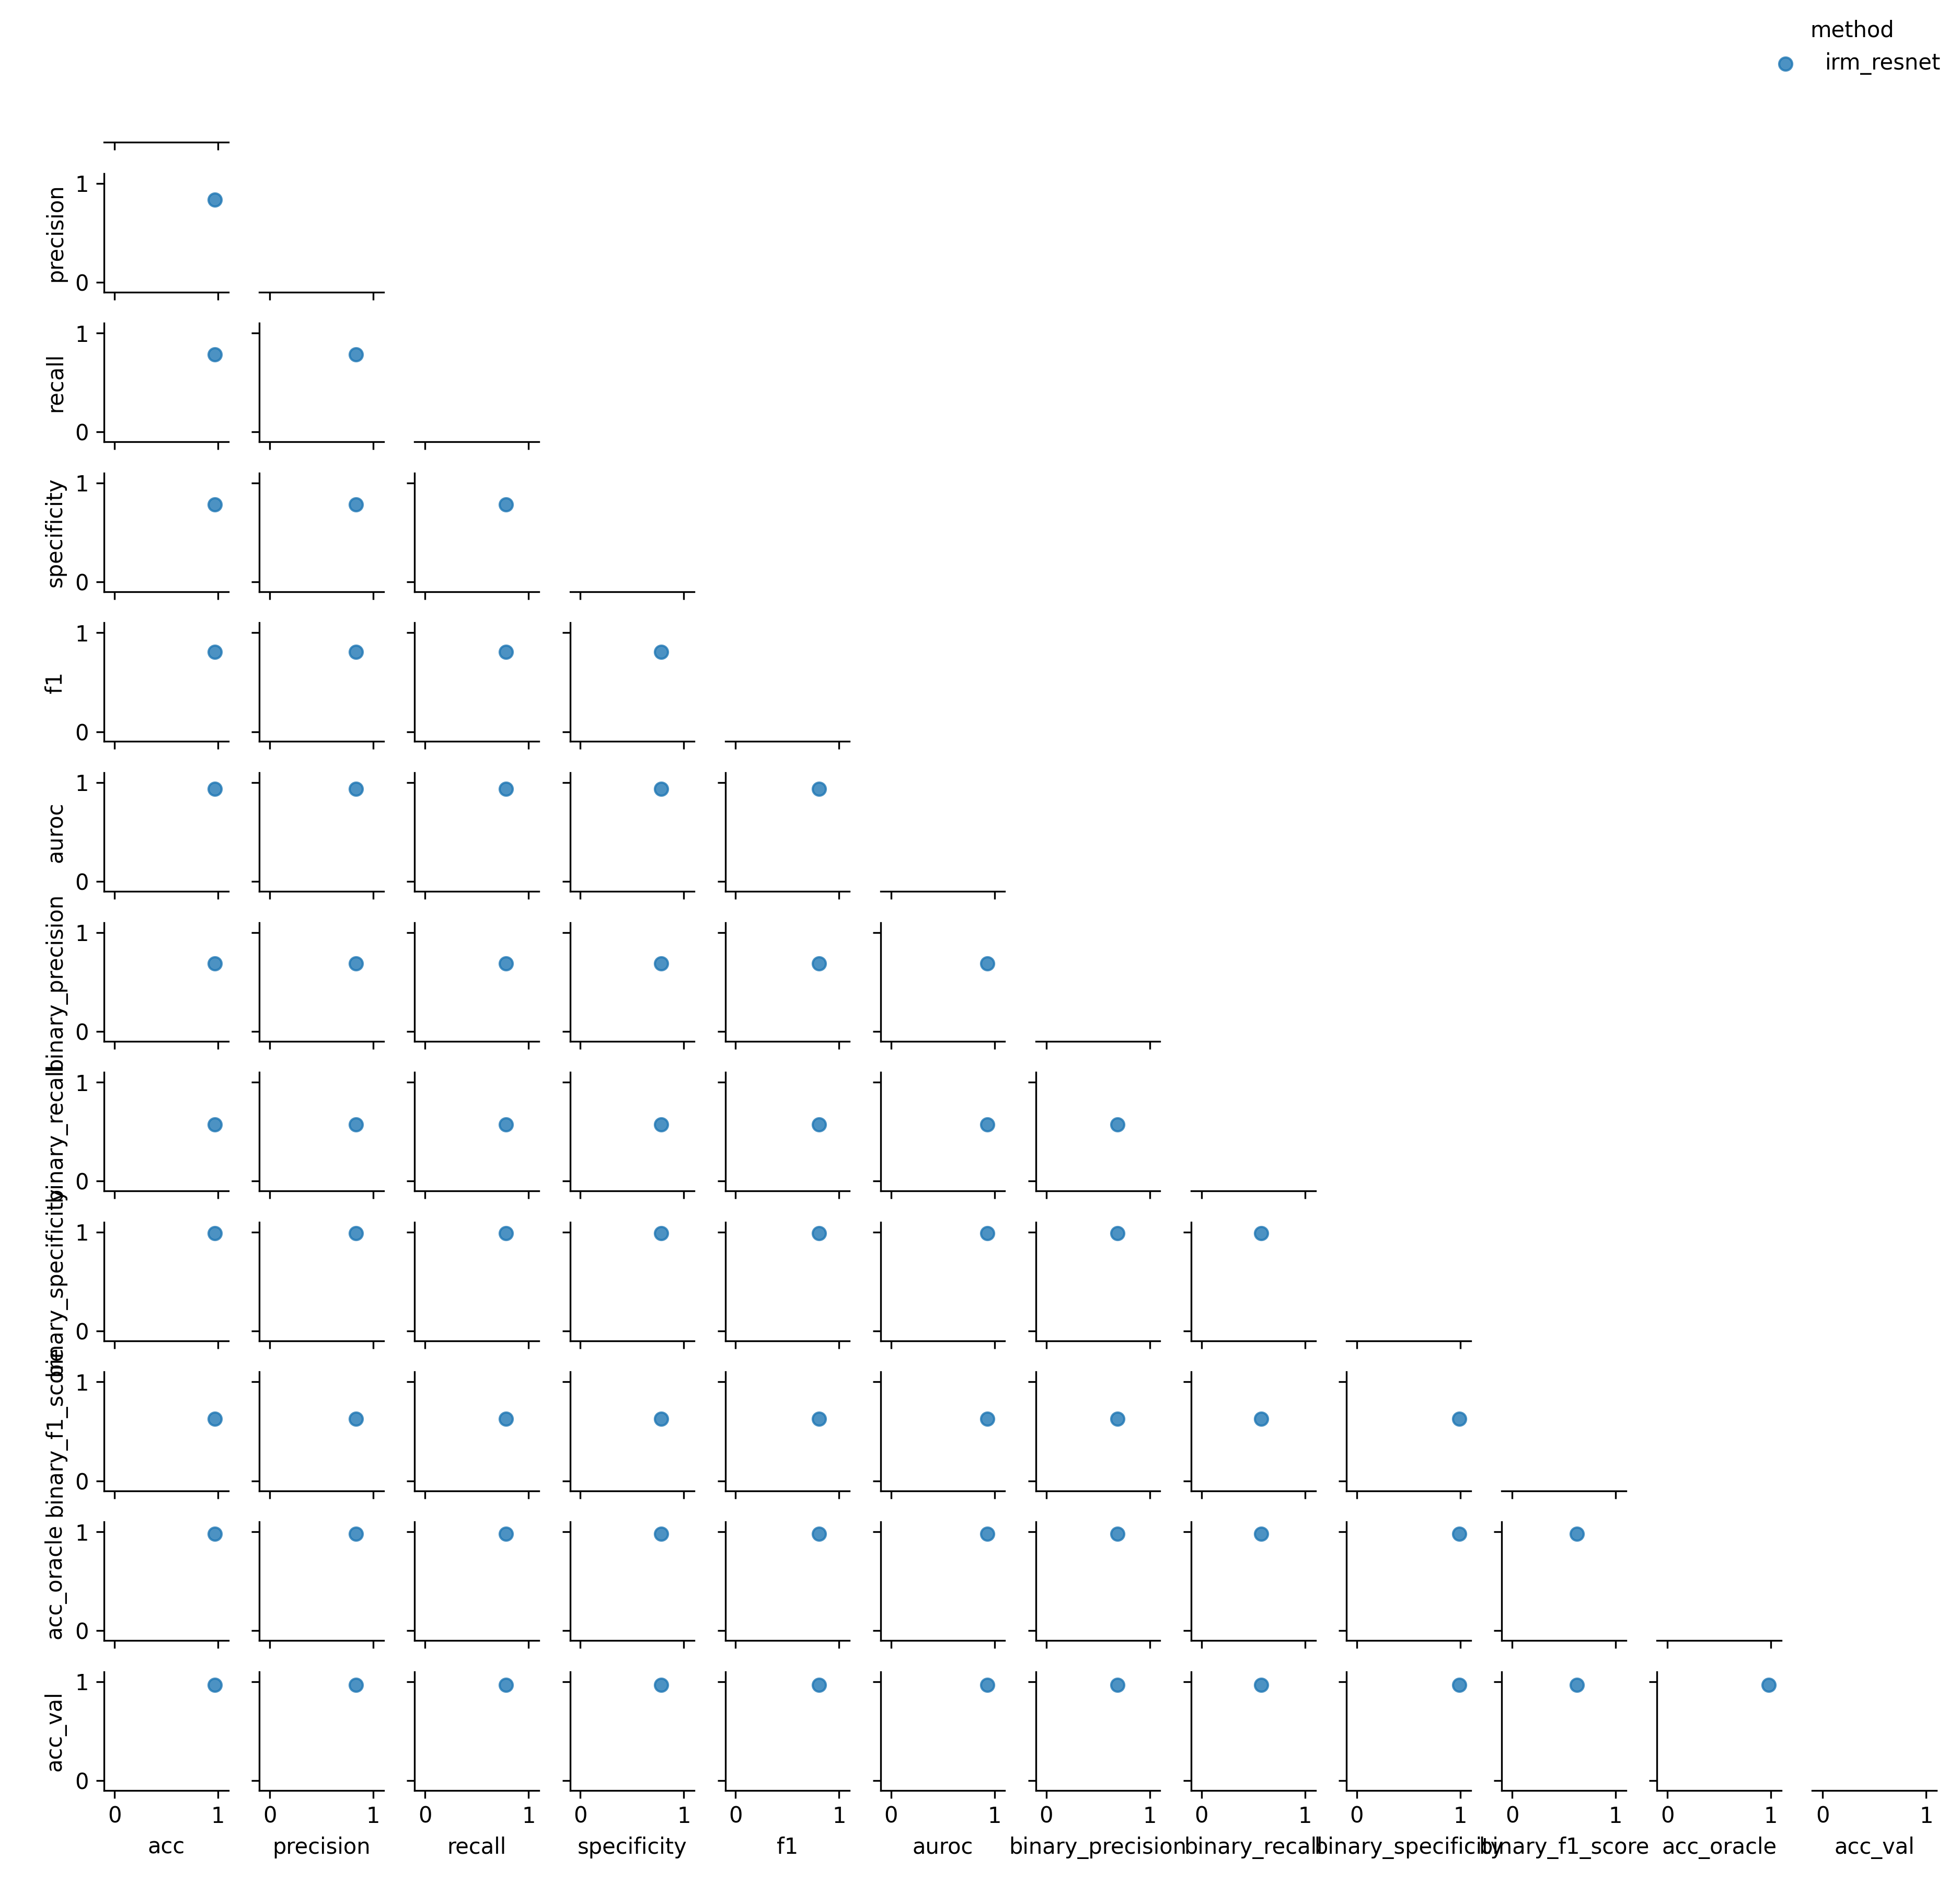 method
irm_resnet
precision
1
0
recall
1
0
specificity
1
0
f1
1
0
auroc
1
0
binary_precision
1
0
binary_recall
1
0
binary_specificity
1
0
binary_f1_score
1
0
acc_oracle
1
0
acc_val
1
0
0 1 0 1 0 1 0 1 0 1 0 1 0 1 0 1 0 1 0 1 0 1 0 1
acc precision recall specificity f1 auroc binary_precision binary_recall binary_specificity binary_f1_score acc_oracle acc_val